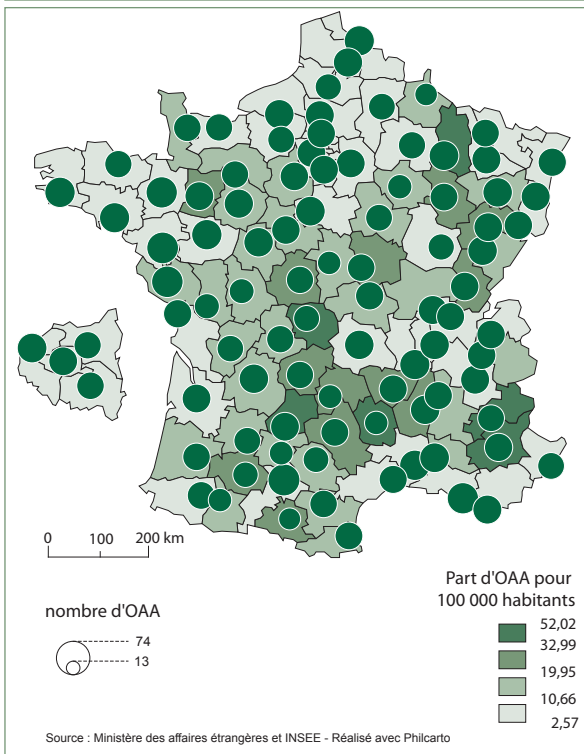 0 100 200 km
nombre d'OAA
74
13
Part d'OAA pour
100 000 habitants
52,02
32,99
19,95
10,66
2,57
Source : Ministère des affaires étrangères et INSEE - Réalisé avec Philcarto